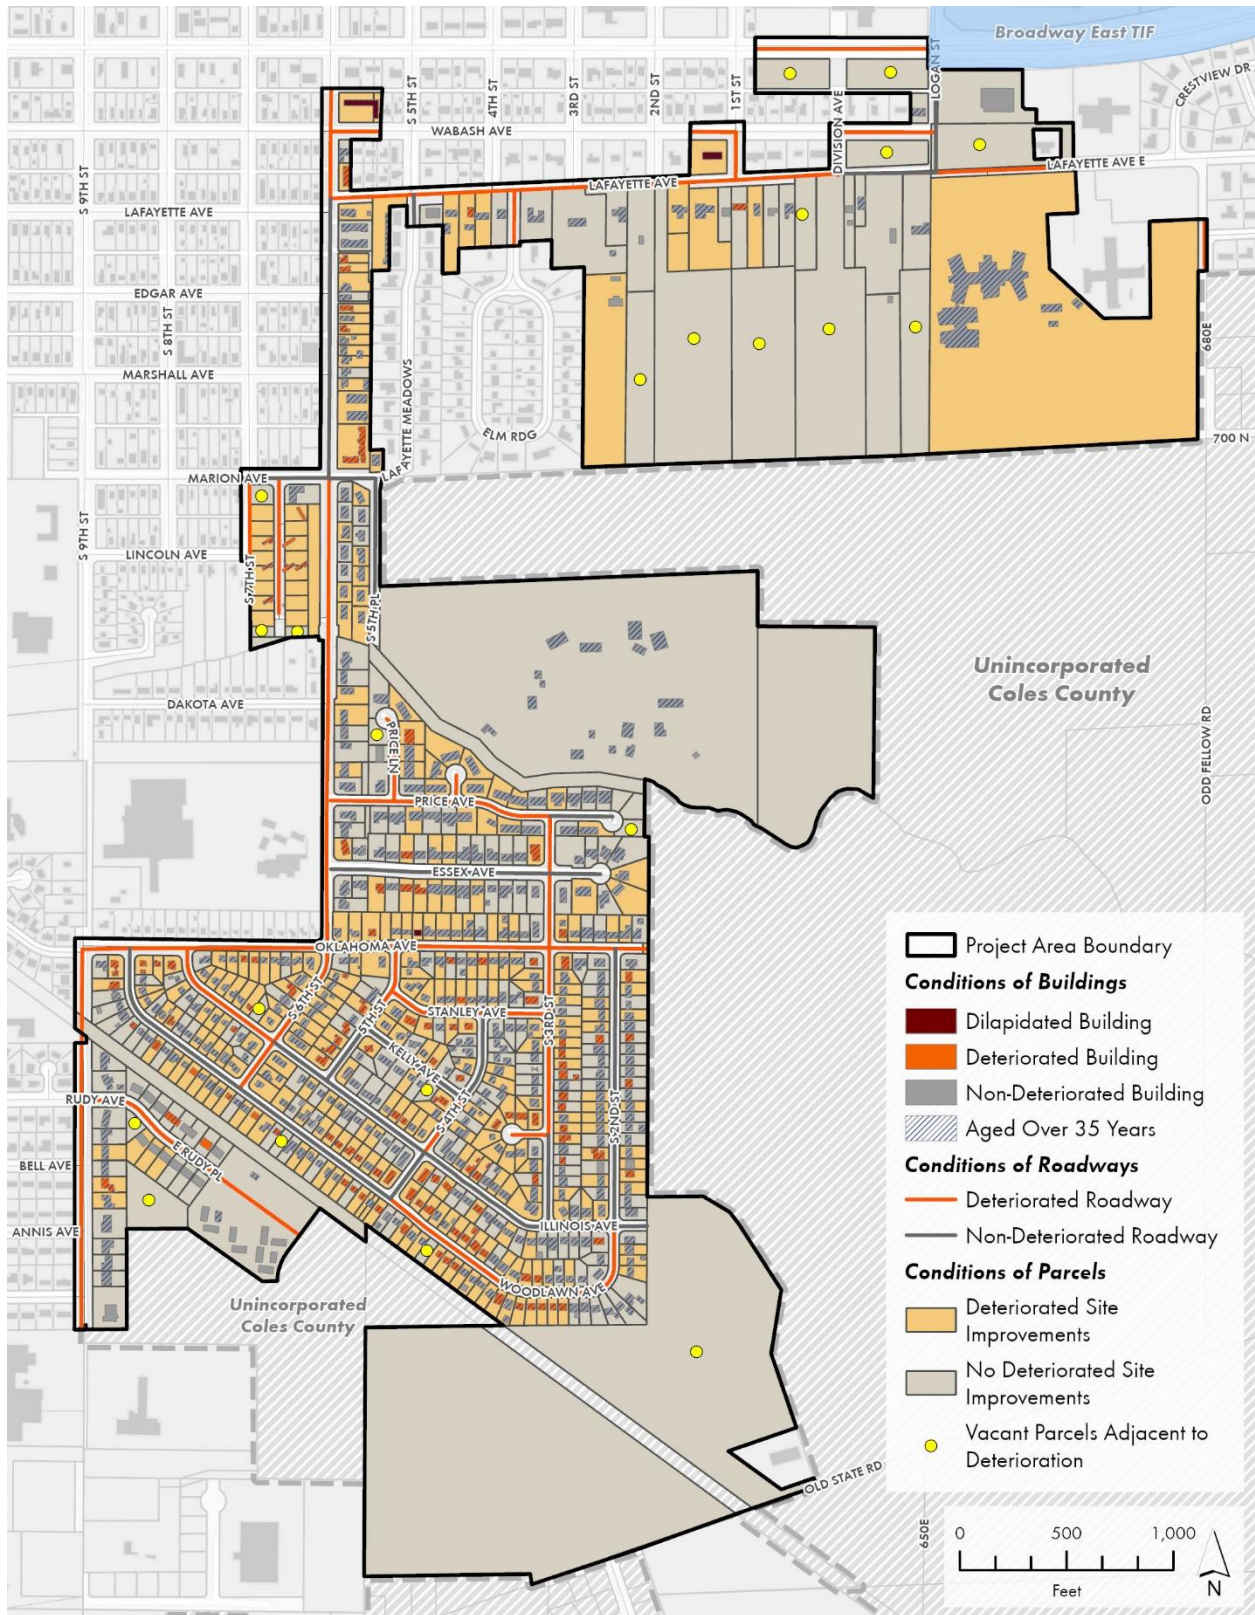 Broadway East TIF
CRESTVIEW DR
LOGAN ST
S 5TH ST
4TH ST
3RD ST
2ND ST
1ST ST
DIVISION AVE
WABASH AVE
LAFAYETTE AVE E
S 9TH ST
LAFAYETTE AVE
LAFAYETTE AVE
EDGAR AVE
S 8TH ST
680E
MARSHALL AVE
LAFAYETTE MEADOWS
ELM RDG
700 N
MARION AVE
S 9TH ST
LINCOLN AVE
S 7TH ST
S 5TH PL
Unincorporated
Coles County
DAKOTA AVE
PRICE LN
ODD FELLOW RD
PRICE AVE
ESSEX AVE
OKLAHOMA AVE
S 6TH ST
5TH ST
STANLEY AVE
S 3RD ST
KELLY AVE
S 4TH ST
S 2ND ST
RUDY AVE
E RUDY PL
BELL AVE
ANNIS AVE
ILLINOIS AVE
WOODLAWN AVE
Unincorporated
Coles County
OLD STATE RD
650E
Project Area Boundary
Conditions of Buildings
Dilapidated Building
Deteriorated Building
Non-Deteriorated Building
Aged Over 35 Years
Conditions of Roadways
Deteriorated Roadway
Non-Deteriorated Roadway
Conditions of Parcels
Deteriorated Site
Improvements
No Deteriorated Site
Improvements
Vacant Parcels Adjacent to
Deterioration
0 500 1,000
Feet
N